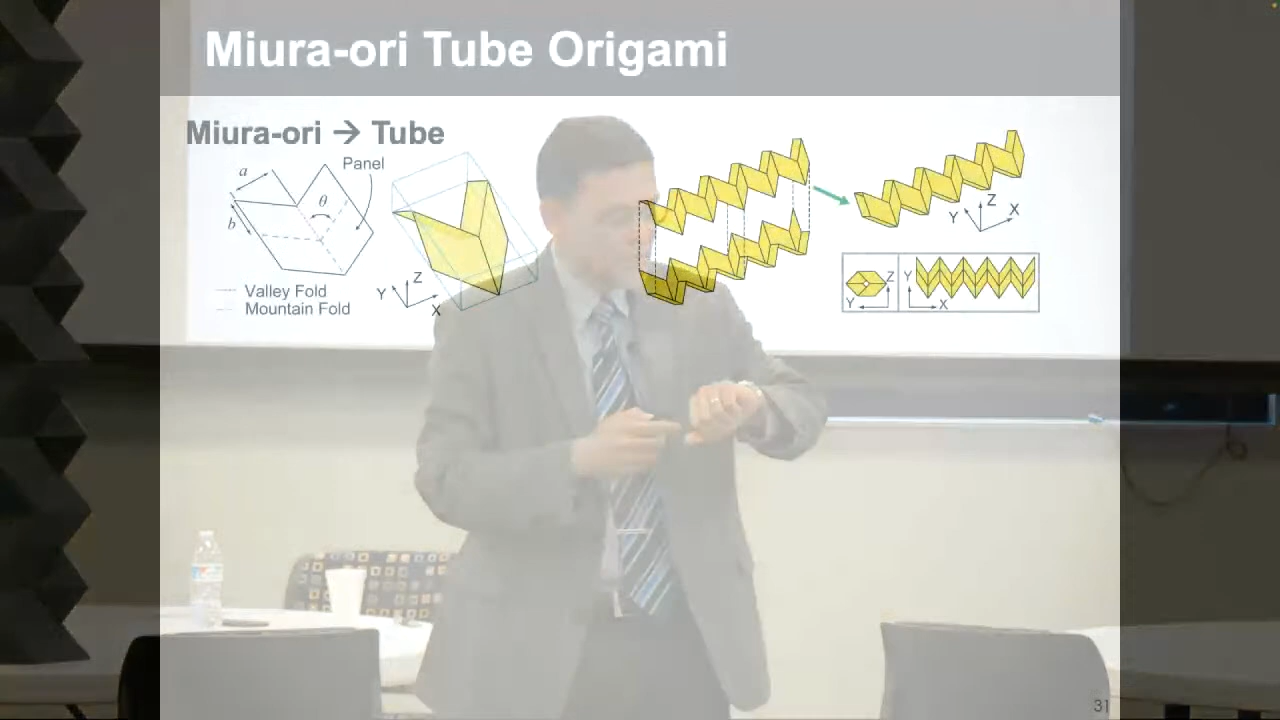 Miura-ori Tube Origami
Miura-ori → Tube
Panel
a
θ
b
Z
Y
X
Valley Fold
Mountain Fold
Z
Y
X
Z
Y
Y
X
31